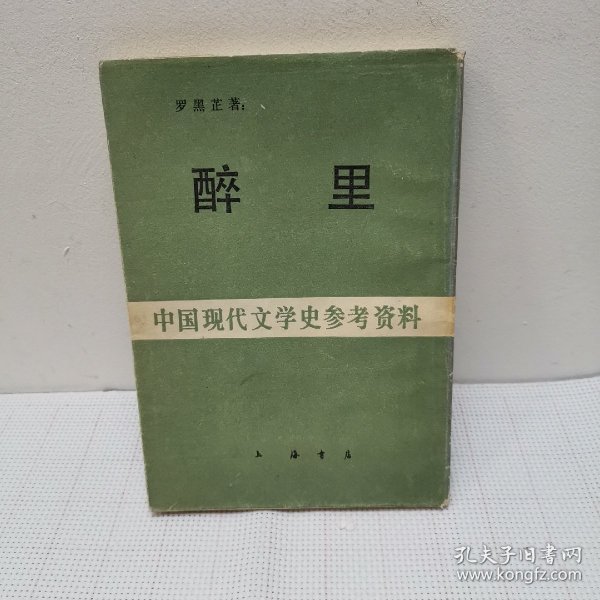 罗黑芷著：
醉 里
中国现代文学史参考资料
上海书店
孔夫子旧书网
www.kongfz.com